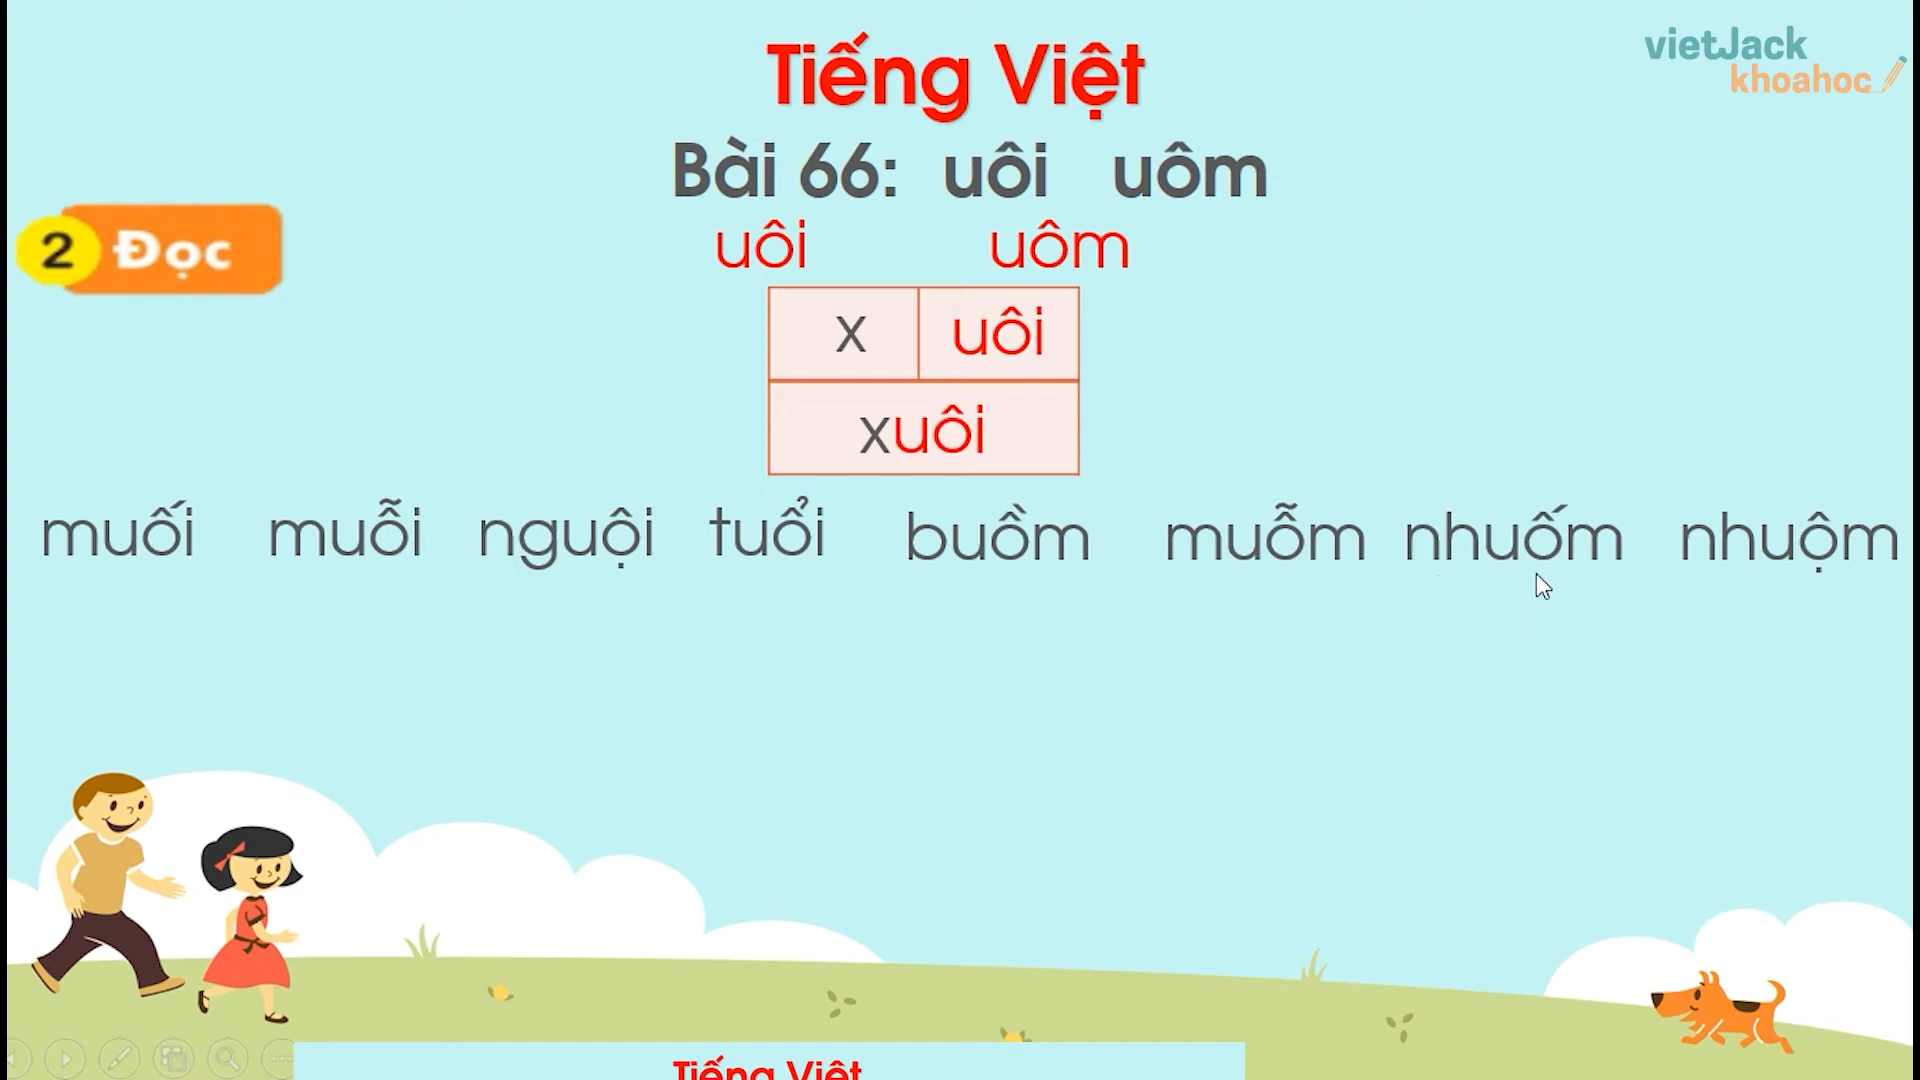 vietJack
khoahoc
Tiếng Việt
Bài 66: uôi uôm
2 Đọc
uôi uôm
x uôi
xuôi
muối muỗi nguội tuổi buồm muỗm nhuốm nhuộm
Tiếng Việt